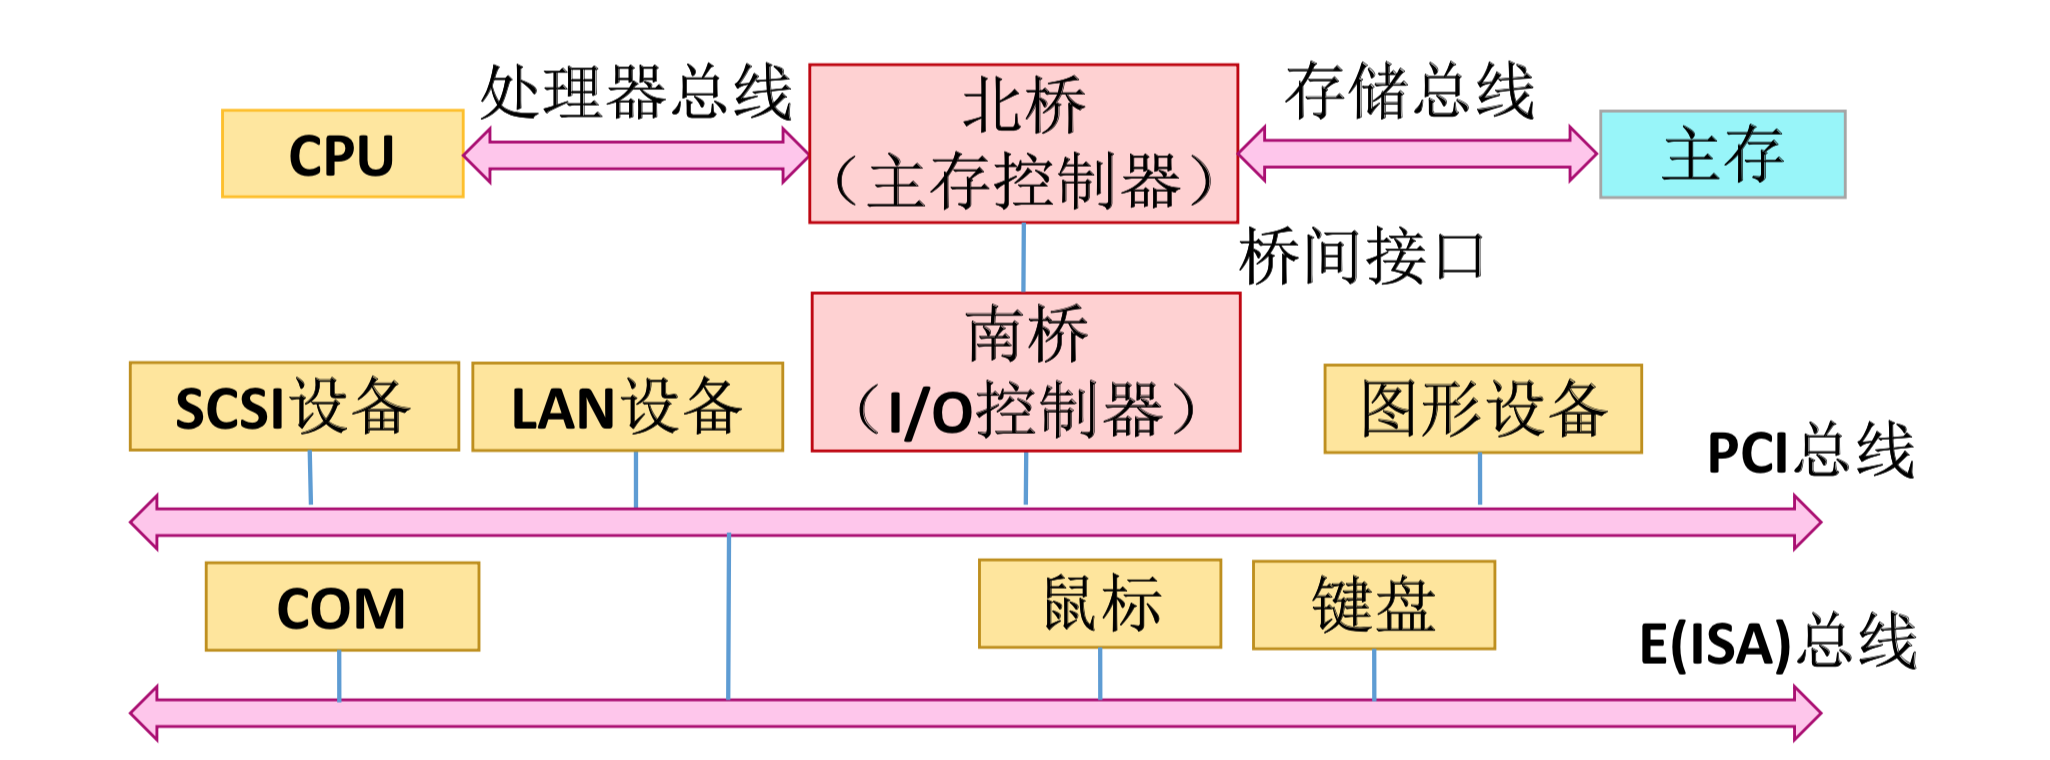 处理器总线
北桥
（主存控制器）
存储总线
CPU
主存
桥间接口
南桥
（I/O控制器）
SCSI设备
LAN设备
图形设备
PCI总线
COM
鼠标
键盘
E(ISA)总线